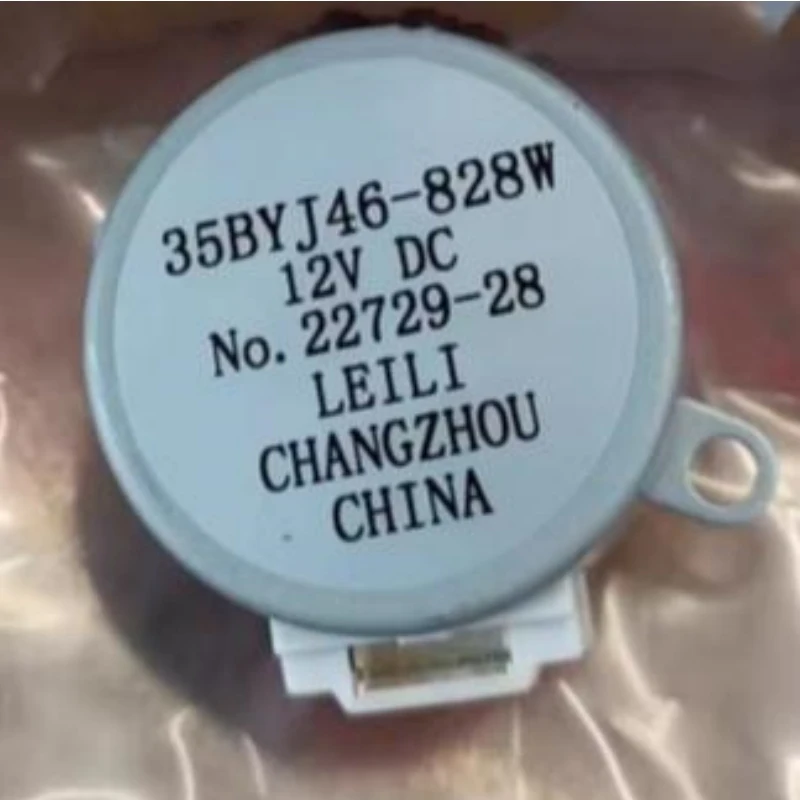 35BYJ46-828W
12V DC
No. 22729-28
LEILI
CHANGZHOU
CHINA